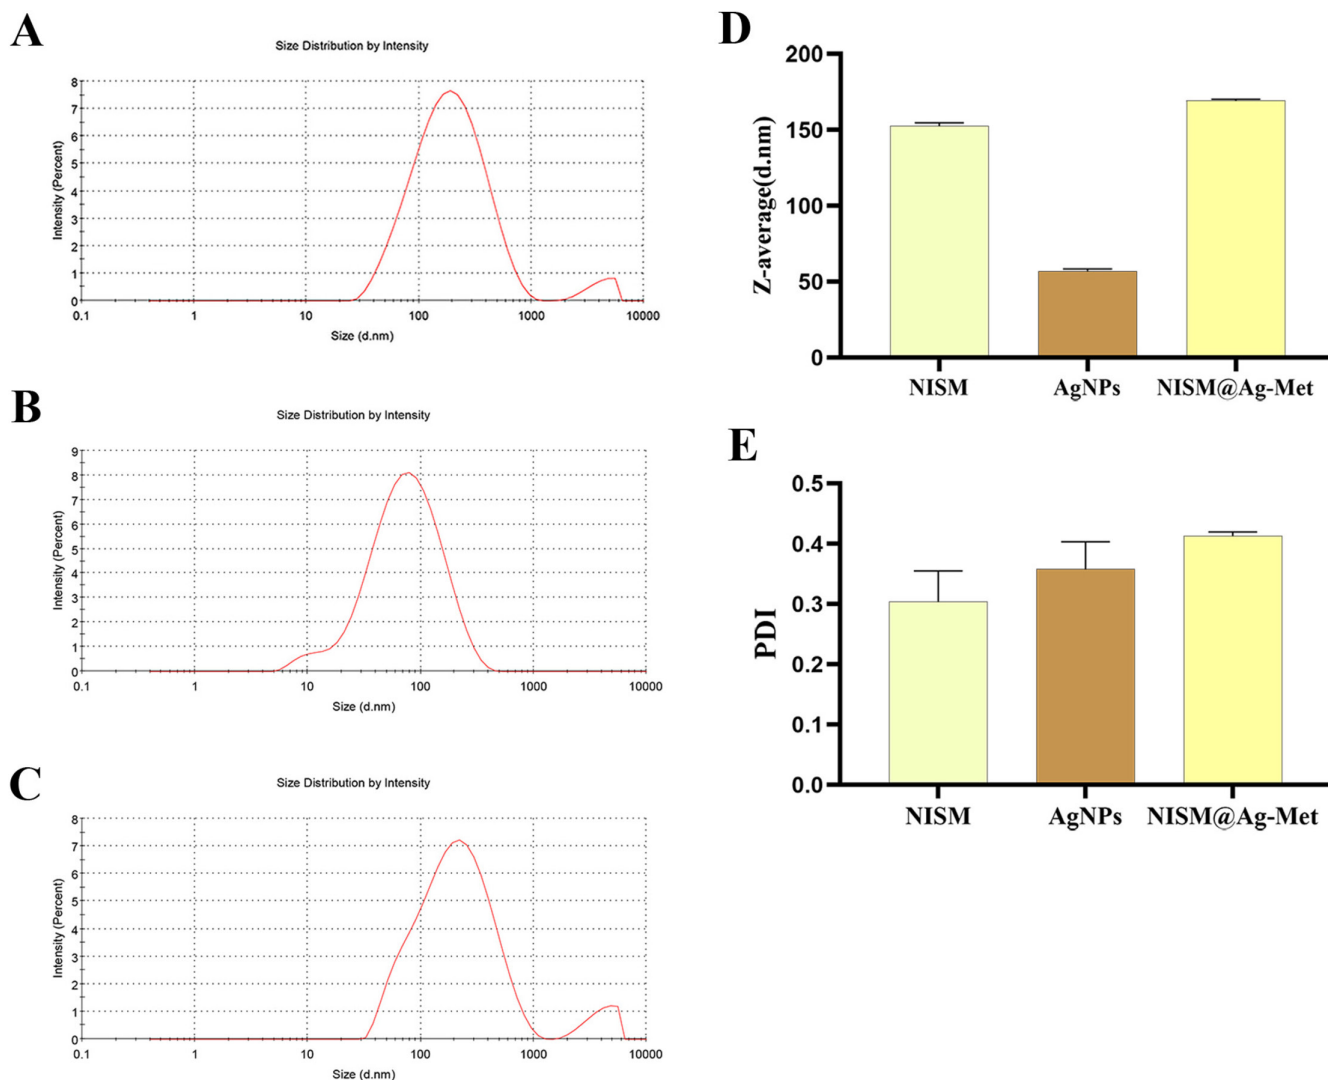 A
Size Distribution by Intensity
8
7
6
5
4
3
2
1
0
Intensity (Percent)
0.1 1 10 100 1000 10000
Size (d.nm)
B
Size Distribution by Intensity
9
8
7
6
5
4
3
2
1
0
Intensity (Percent)
0.1 1 10 100 1000 10000
Size (d.nm)
C
Size Distribution by Intensity
8
7
6
5
4
3
2
1
0
Intensity (Percent)
0.1 1 10 100 1000 10000
Size (d.nm)
D
200
150
100
50
0
Z-average(d.nm)
NISM AgNPs NISM@Ag-Met
E
0.5
0.4
0.3
0.2
0.1
0.0
PDI
NISM AgNPs NISM@Ag-Met